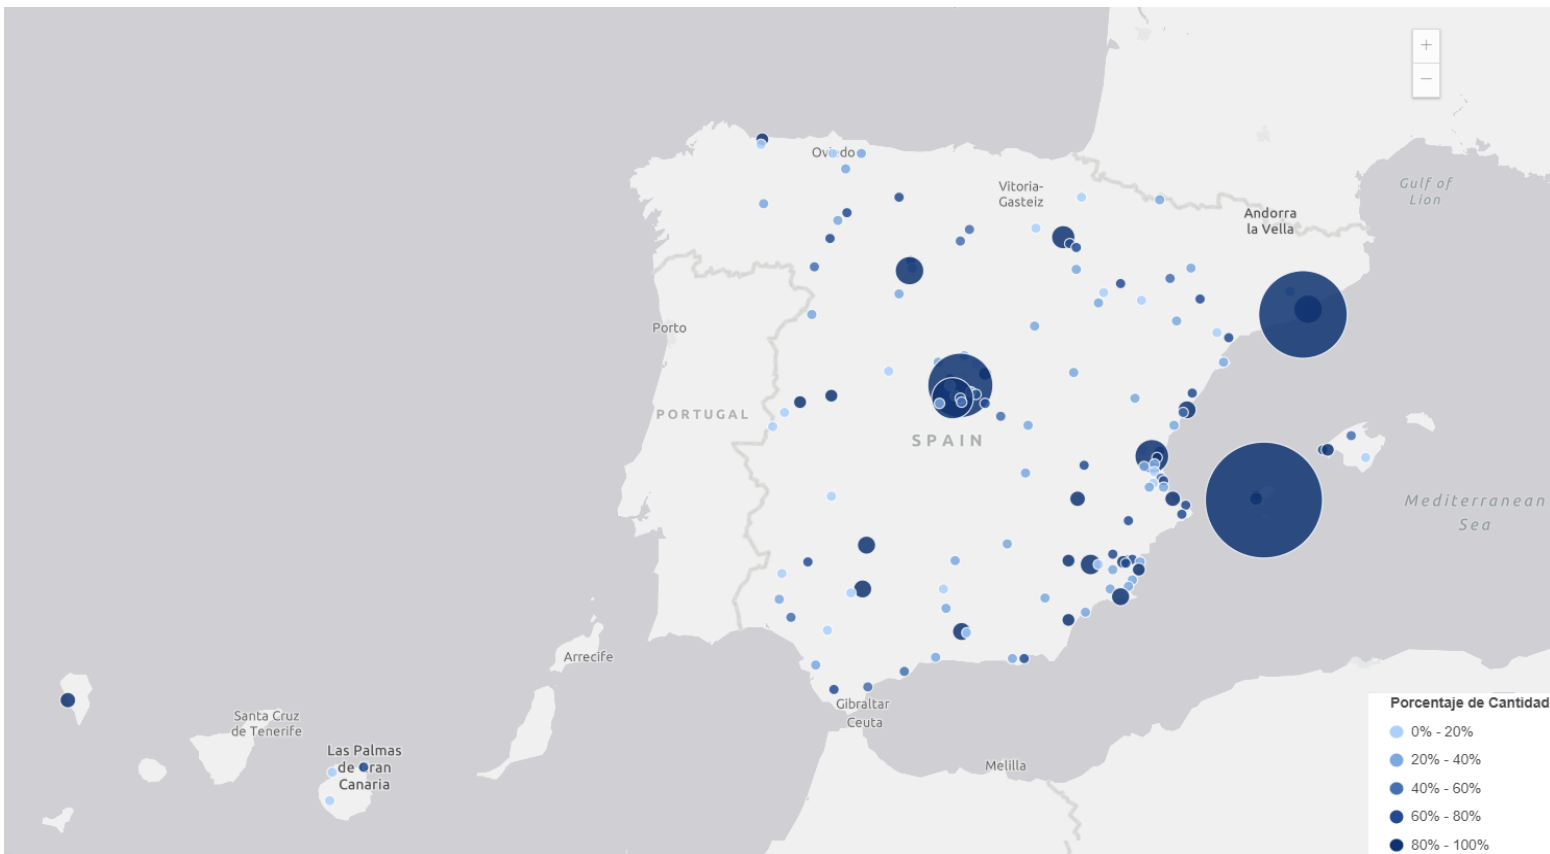 +
−
Gulf of
Lion
Oviedo
Vitoria-
Gasteiz
Andorra
la Vella
Porto
PORTUGAL
SPAIN
Mediterranean
Sea
Arrecife
Gibraltar
Ceuta
Santa Cruz
de Tenerife
Las Palmas
de Gran
Canaria
Melilla
Porcentaje de Cantidad
0% - 20%
20% - 40%
40% - 60%
60% - 80%
80% - 100%